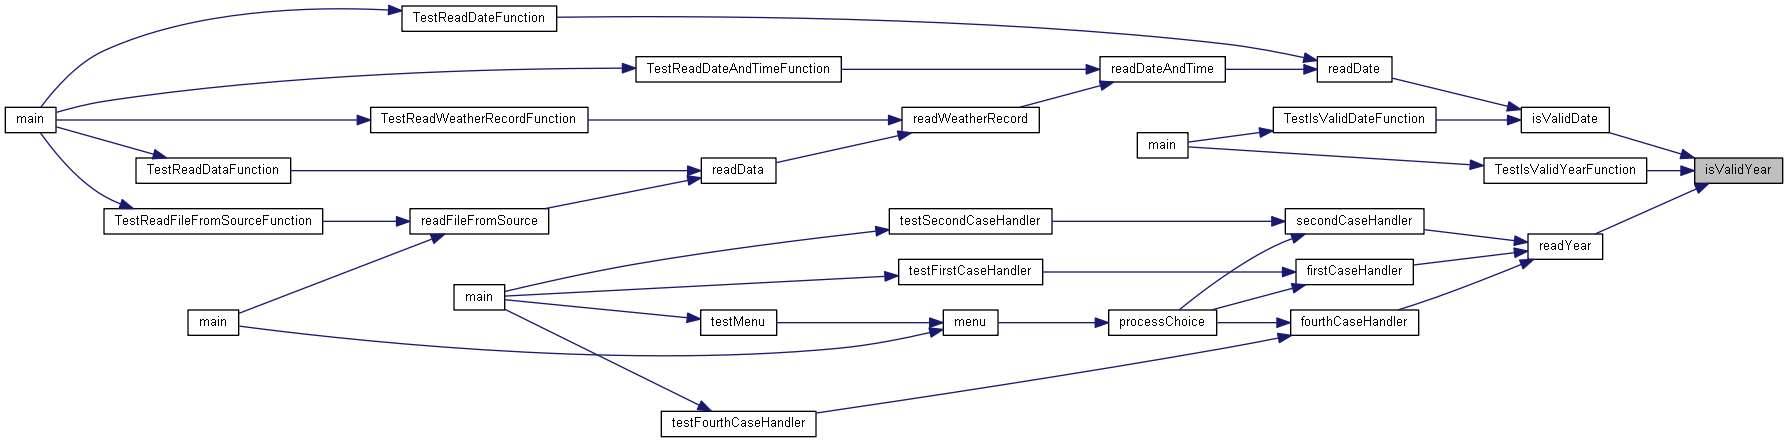 TestReadDateFunction
TestReadDateAndTimeFunction
readDateAndTime
readDate
main
TestReadWeatherRecordFunction
readWeatherRecord
TestIsValidDateFunction
isValidDate
main
TestReadDataFunction
readData
TestIsValidYearFunction
isValidYear
TestReadFileFromSourceFunction
readFileFromSource
testSecondCaseHandler
secondCaseHandler
readYear
testFirstCaseHandler
firstCaseHandler
main
main
testMenu
menu
processChoice
fourthCaseHandler
testFourthCaseHandler